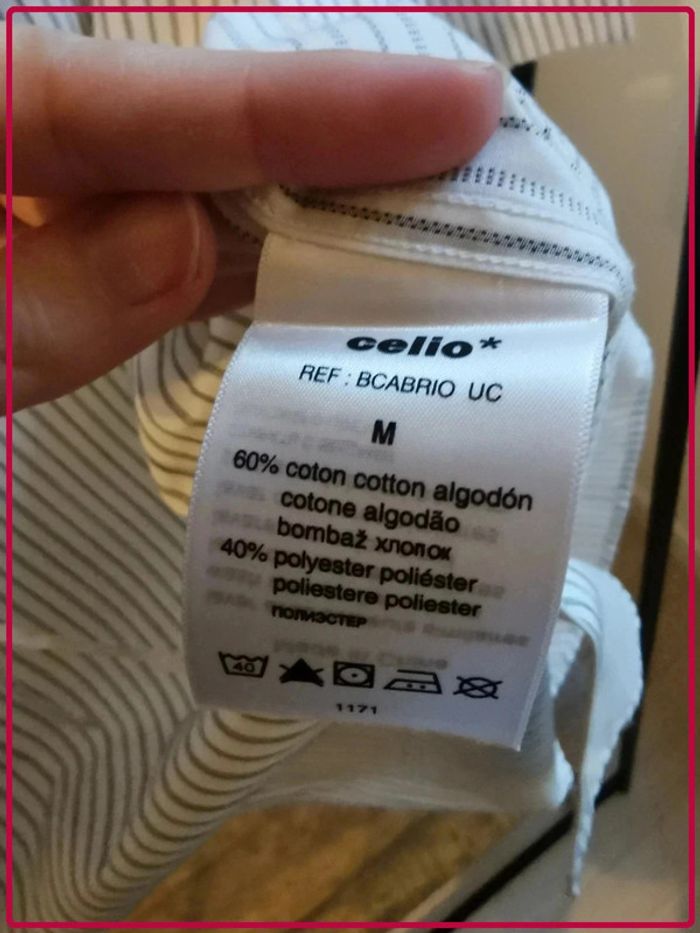 celio*
REF : BCABRIO UC
M
60% coton cotton algodón
cotone algodão
bombaž хлопок
40% polyester poliéster
poliestere poliester
полиэстер
40
1171